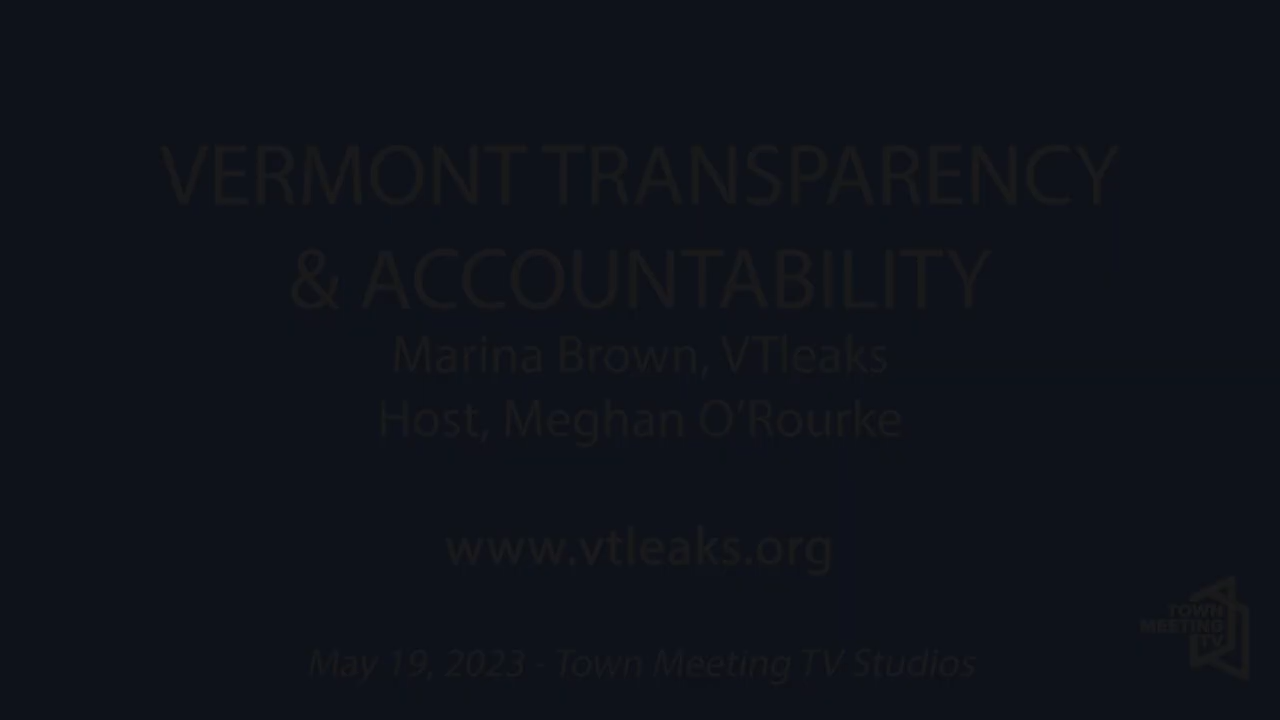 VERMONT TRANSPARENCY
& ACCOUNTABILITY
Marina Brown, VTleaks
Host, Meghan O'Rourke
www.vtleaks.org
TOWN
MEETING
TV
May 19, 2023 - Town Meeting TV Studios